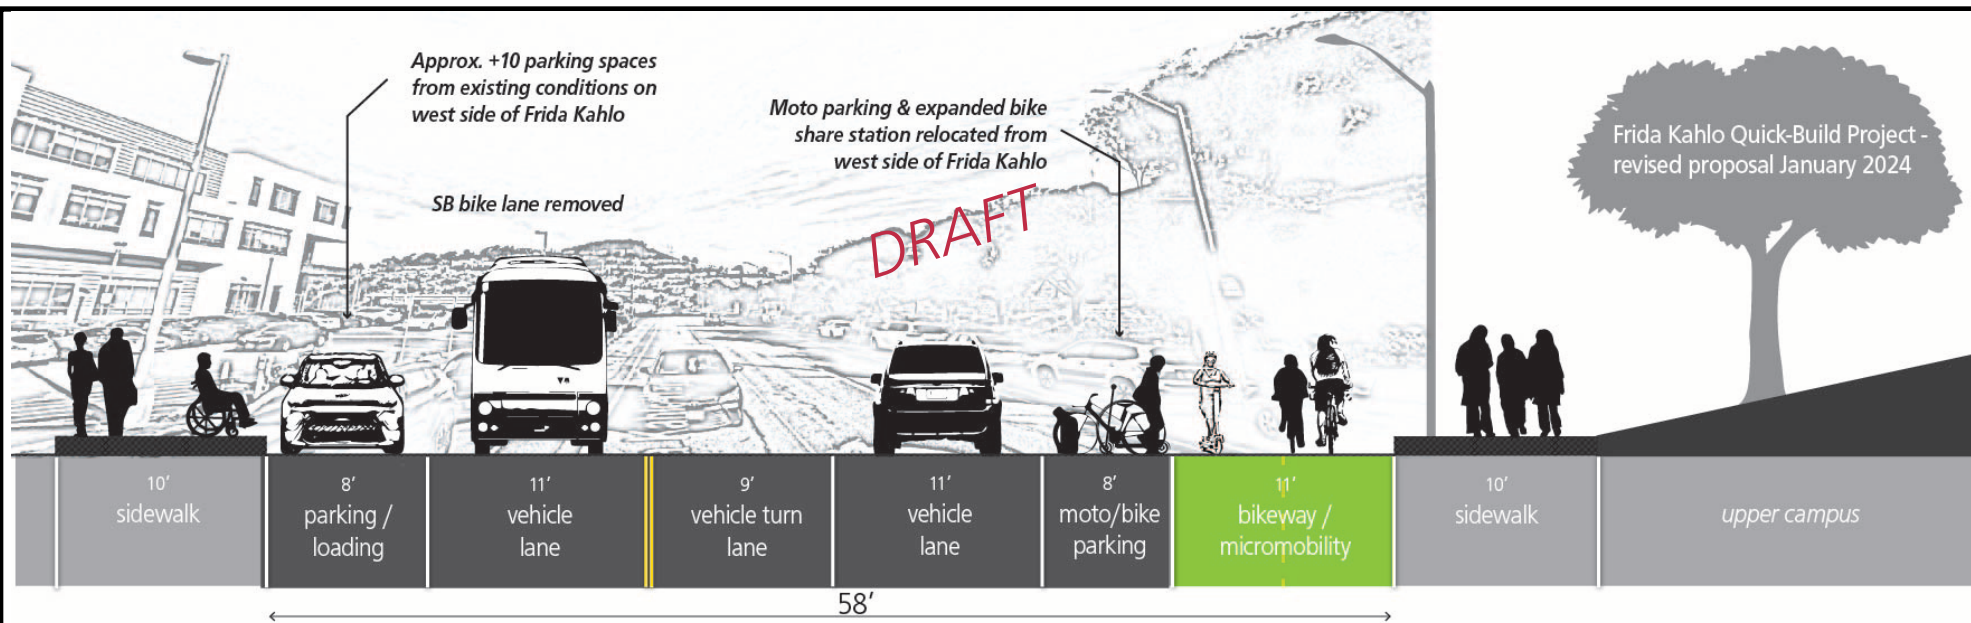 Approx. +10 parking spaces
from existing conditions on
west side of Frida Kahlo
SB bike lane removed
Moto parking & expanded bike
share station relocated from
west side of Frida Kahlo
DRAFT
Frida Kahlo Quick-Build Project -
revised proposal January 2024
10’
sidewalk
8’
parking /
loading
11’
vehicle
lane
9’
vehicle turn
lane
11’
vehicle
lane
8’
moto/bike
parking
11’
bikeway /
micromobility
10’
sidewalk
upper campus
58’